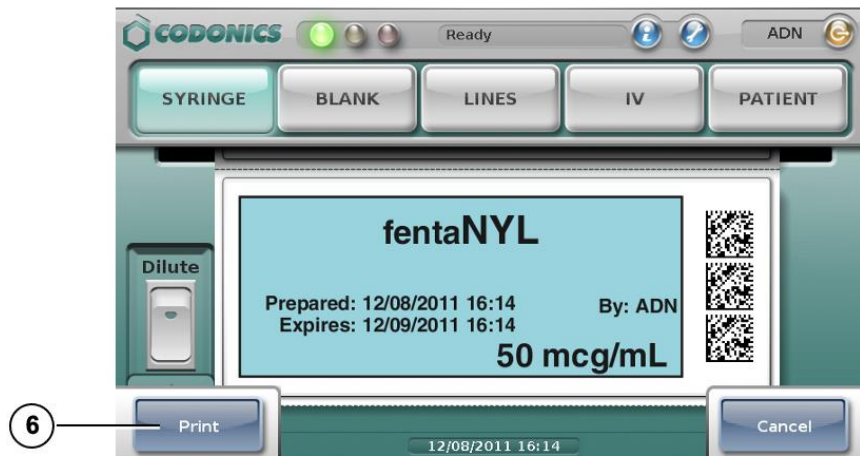 CODONICS Ready ADN
SYRINGE BLANK LINES IV PATIENT
fentaNYL
Dilute
Prepared: 12/08/2011 16:14 By: ADN
Expires: 12/09/2011 16:14
50 mcg/mL
6 Print Cancel
12/08/2011 16:14